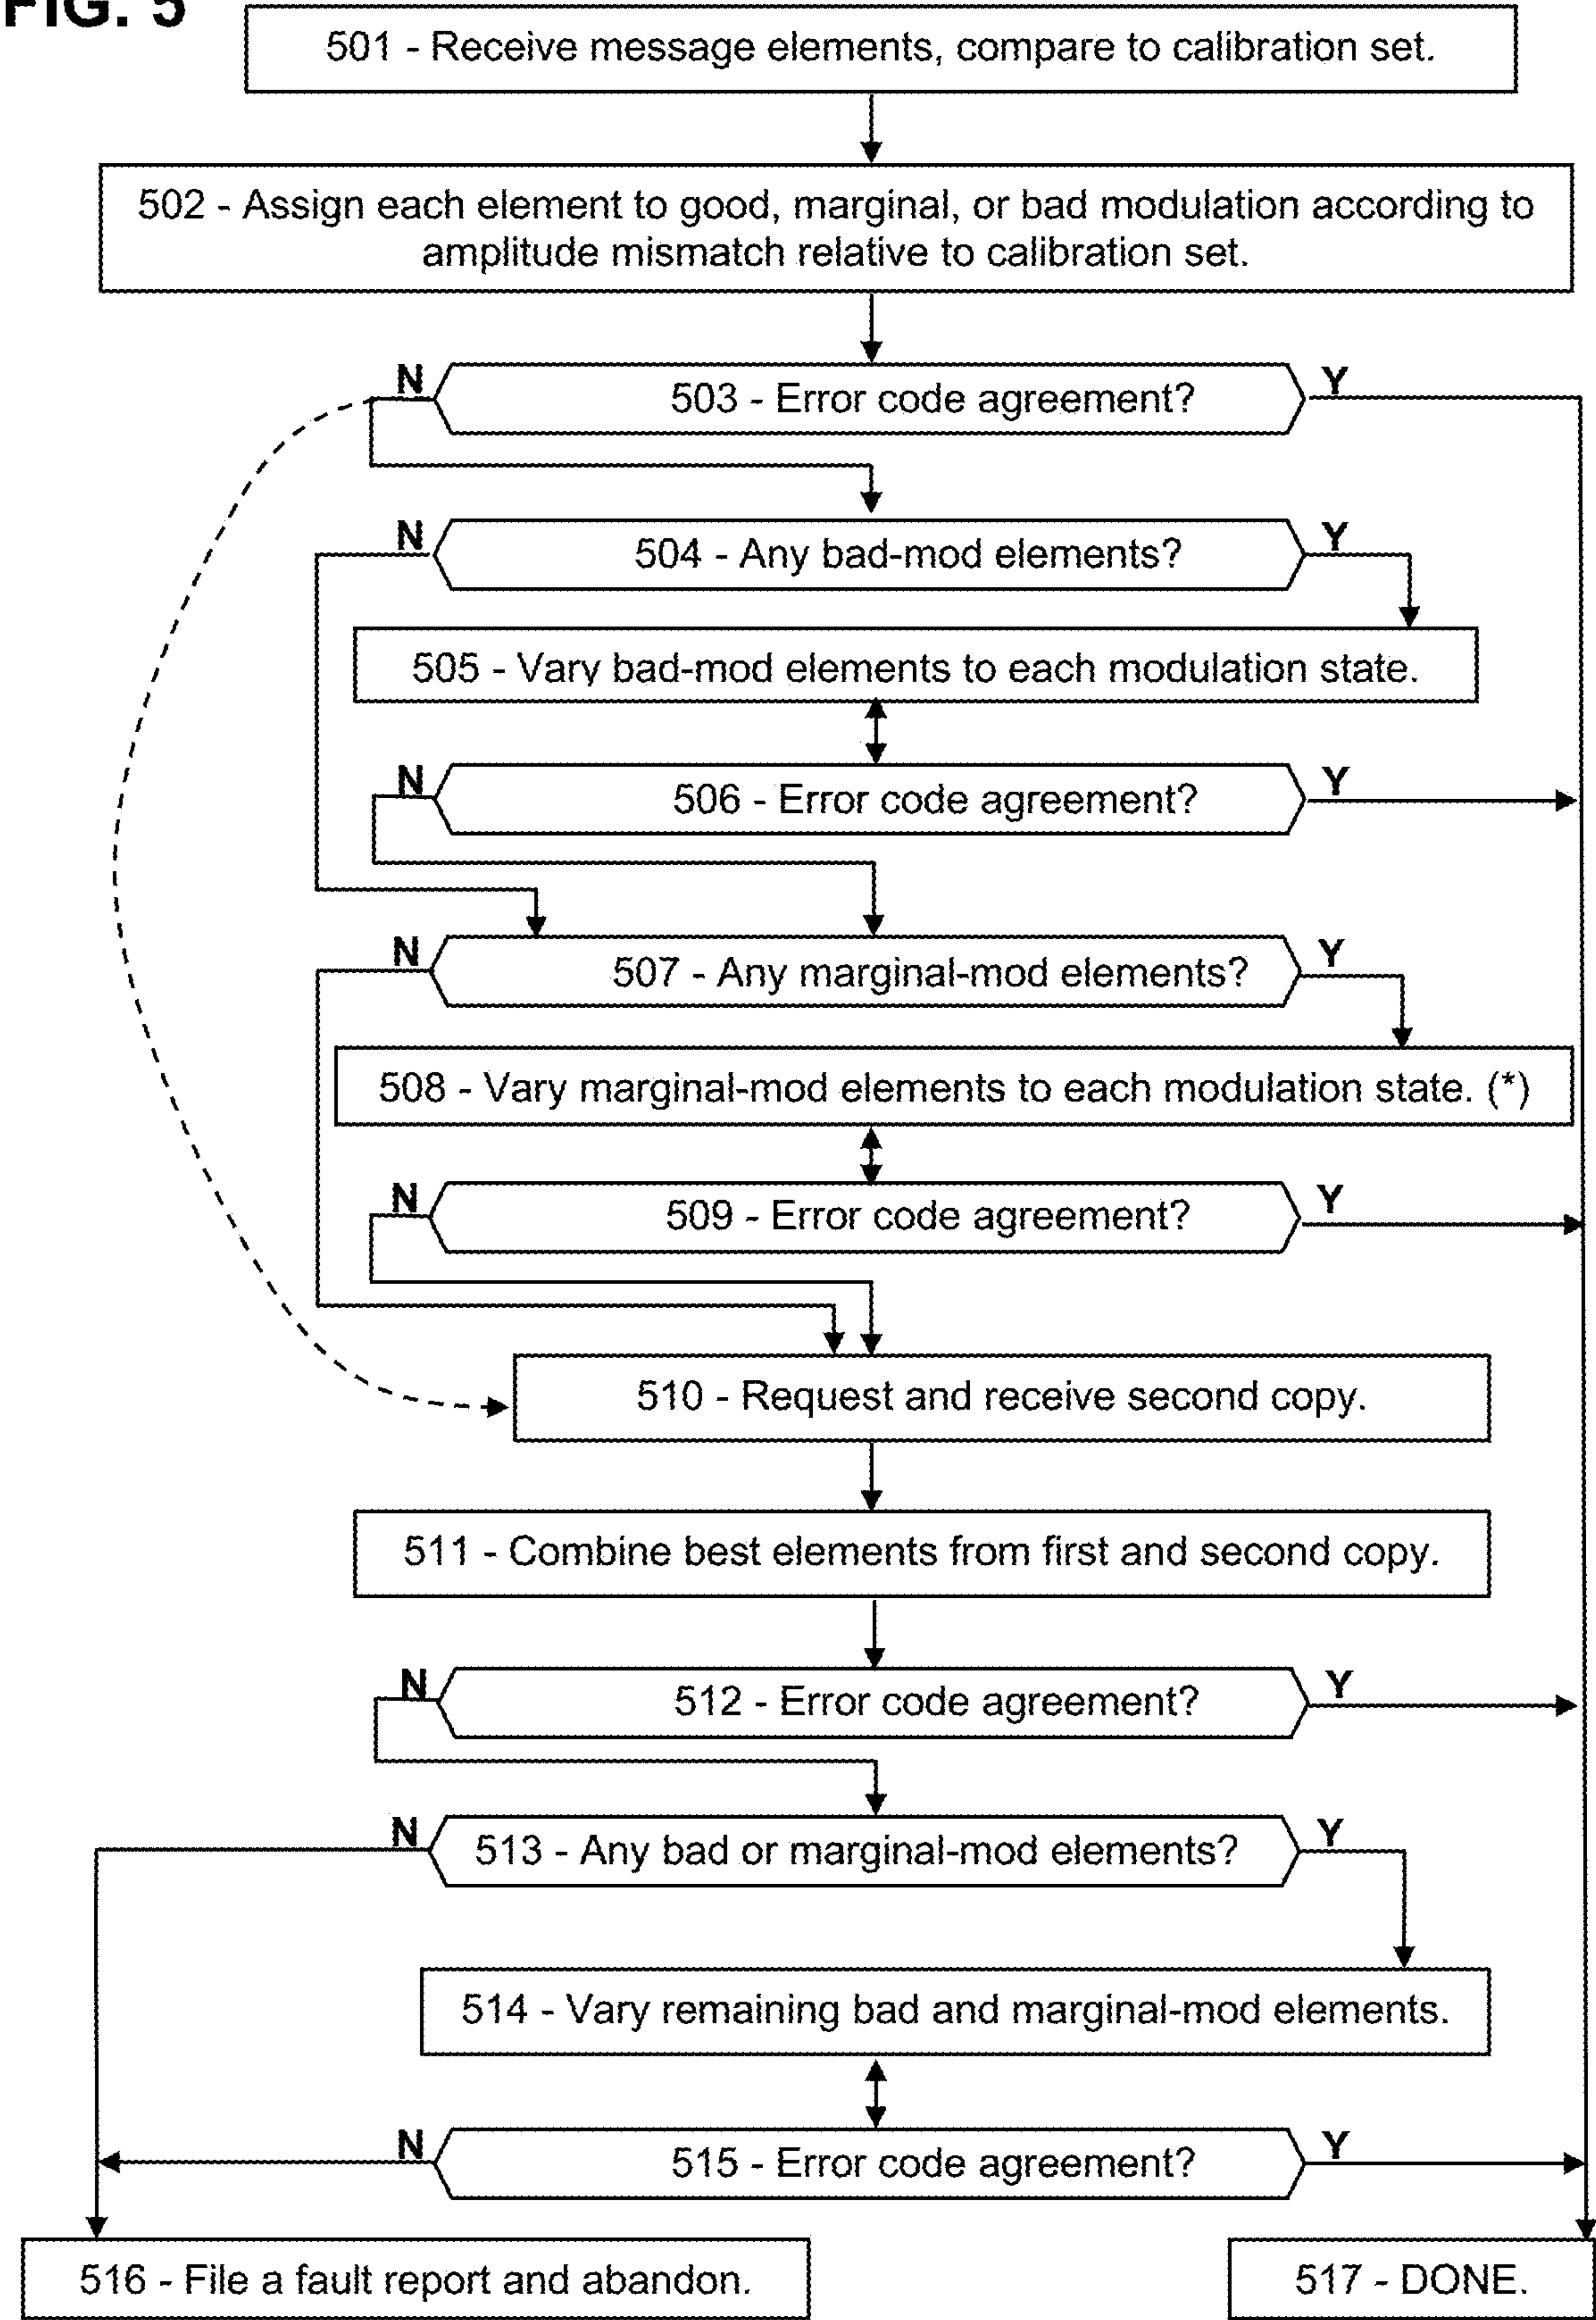 FIG. 5
501 - Receive message elements, compare to calibration set.
502 - Assign each element to good, marginal, or bad modulation according to
amplitude mismatch relative to calibration set.
N
503 - Error code agreement?
Y
N
504 - Any bad-mod elements?
Y
505 - Vary bad-mod elements to each modulation state.
N
506 - Error code agreement?
Y
N
507 - Any marginal-mod elements?
Y
508 - Vary marginal-mod elements to each modulation state. (*)
N
509 - Error code agreement?
Y
510 - Request and receive second copy.
511 - Combine best elements from first and second copy.
N
512 - Error code agreement?
Y
N
513 - Any bad or marginal-mod elements?
Y
514 - Vary remaining bad and marginal-mod elements.
N
515 - Error code agreement?
Y
516 - File a fault report and abandon.
517 - DONE.